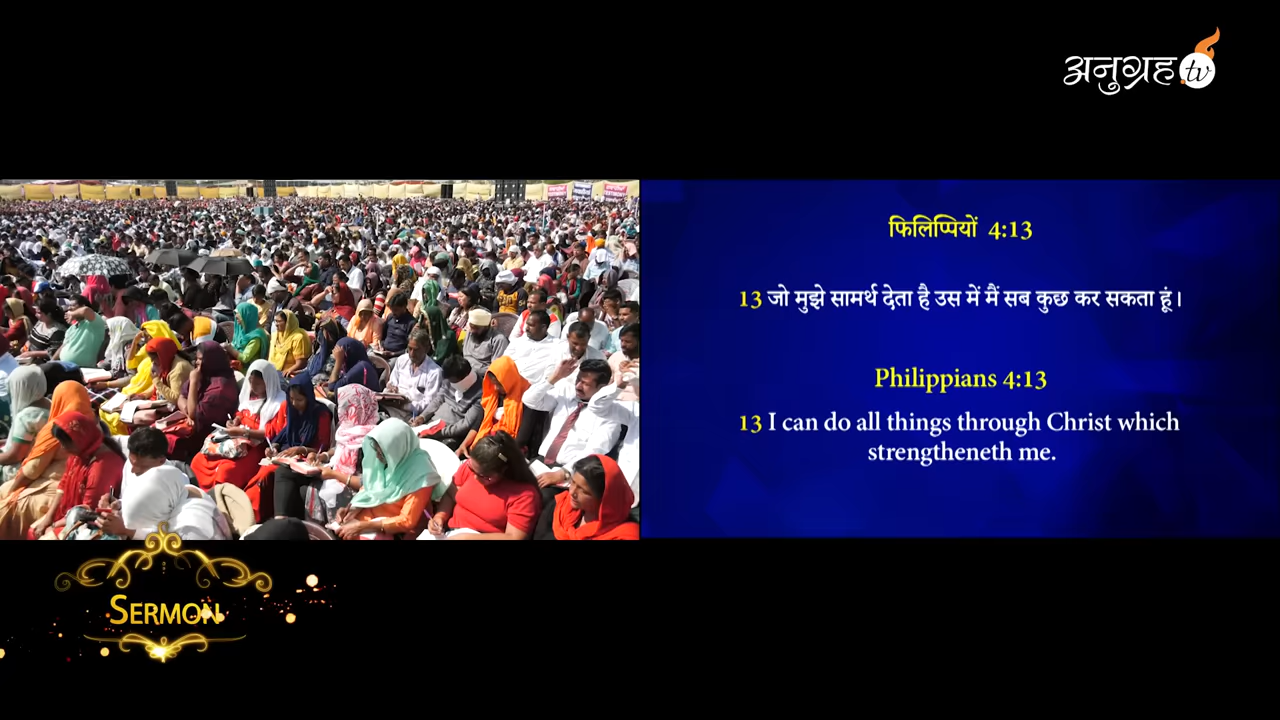 अनुग्रह.tv
फिलिप्पियों 4:13
13 जो मुझे सामर्थ देता है उस में मैं सब कुछ कर सकता हूं।
Philippians 4:13
13 I can do all things through Christ which
strengtheneth me.
SERMON